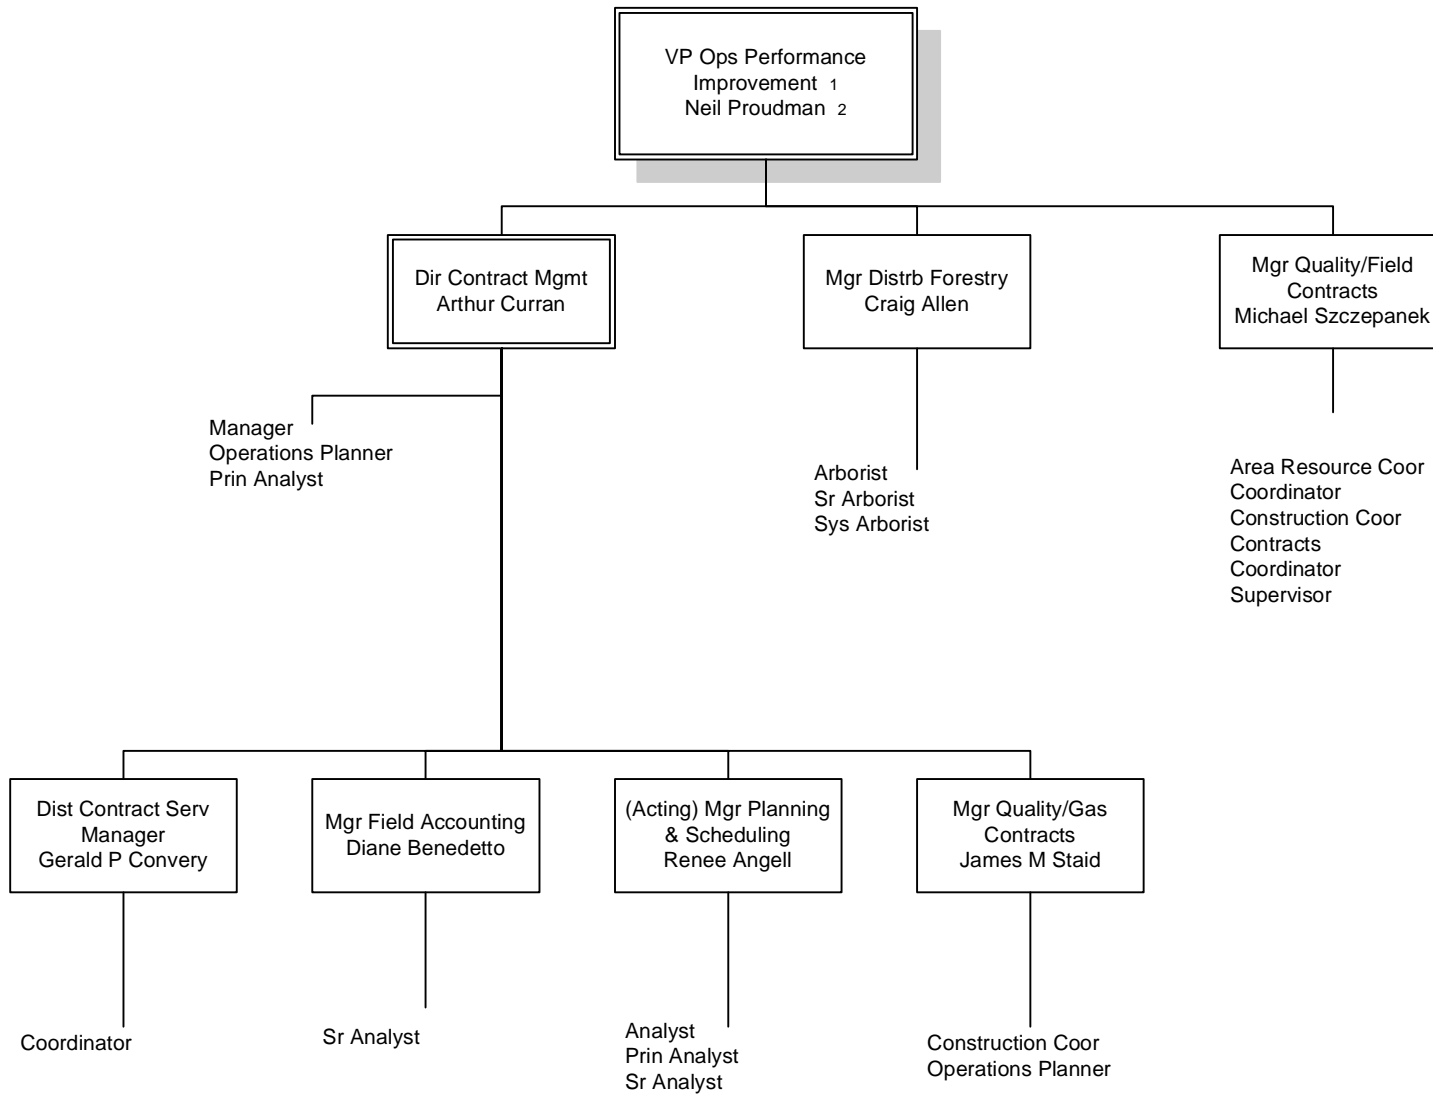 VP Ops Performance
Improvement 1
Neil Proudman 2
Dir Contract Mgmt
Arthur Curran
Mgr Distrb Forestry
Craig Allen
Mgr Quality/Field
Contracts
Michael Szczepanek
Manager
Operations Planner
Prin Analyst
Arborist
Sr Arborist
Sys Arborist
Area Resource Coor
Coordinator
Construction Coor
Contracts
Coordinator
Supervisor
Dist Contract Serv
Manager
Gerald P Convery
Mgr Field Accounting
Diane Benedetto
(Acting) Mgr Planning
& Scheduling
Renee Angell
Mgr Quality/Gas
Contracts
James M Staid
Coordinator
Sr Analyst
Analyst
Prin Analyst
Sr Analyst
Construction Coor
Operations Planner